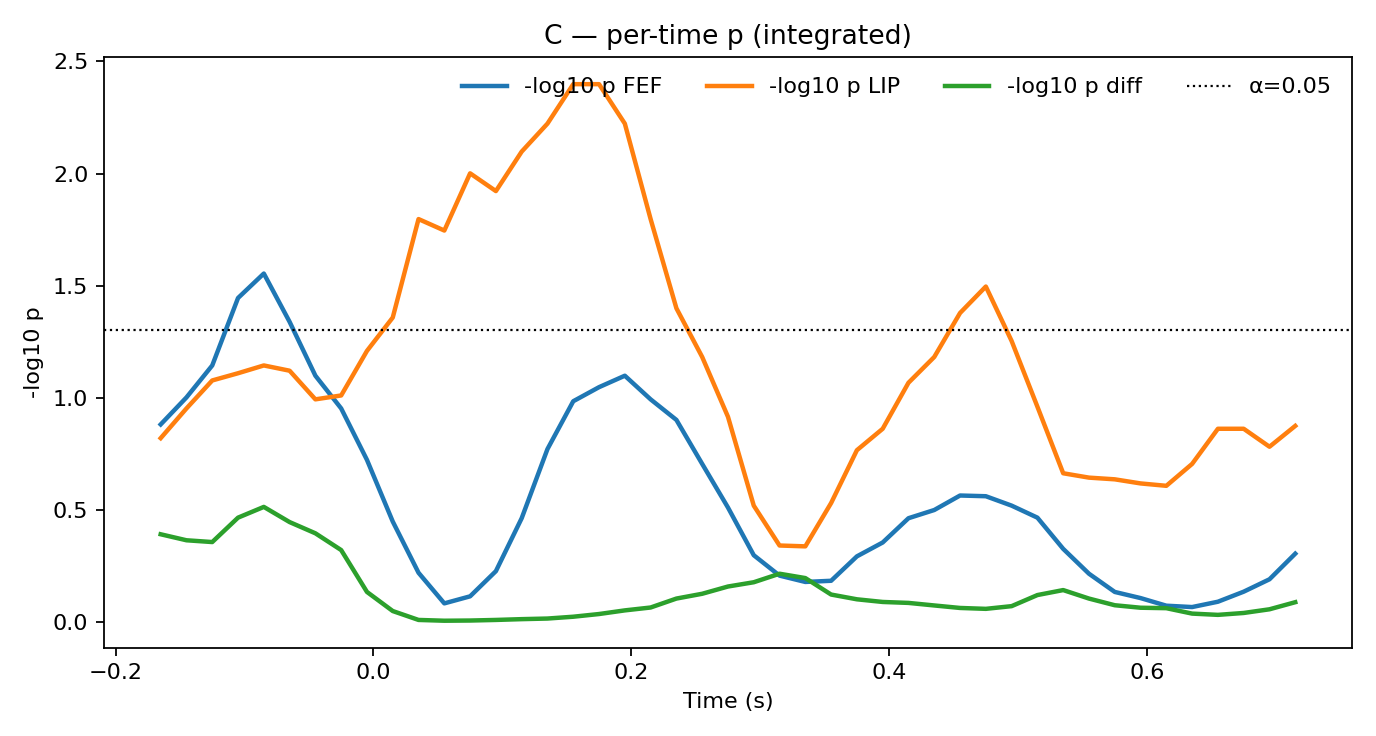 C — per-time p (integrated)
-log10 p FEF -log10 p LIP -log10 p diff α=0.05
2.5
2.0
1.5
1.0
0.5
0.0
-log10 p
−0.2 0.0 0.2 0.4 0.6
Time (s)